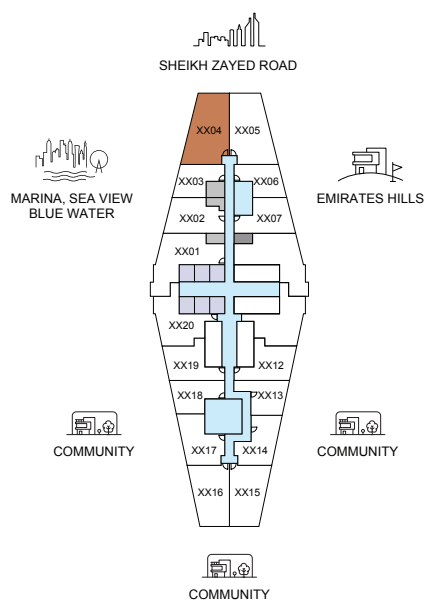 SHEIKH ZAYED ROAD
XX04
XX05
XX03
XX06
MARINA, SEA VIEW
BLUE WATER
EMIRATES HILLS
XX02
XX07
XX01
XX20
XX19
XX12
XX18
XX13
COMMUNITY
COMMUNITY
XX17
XX14
XX16
XX15
COMMUNITY